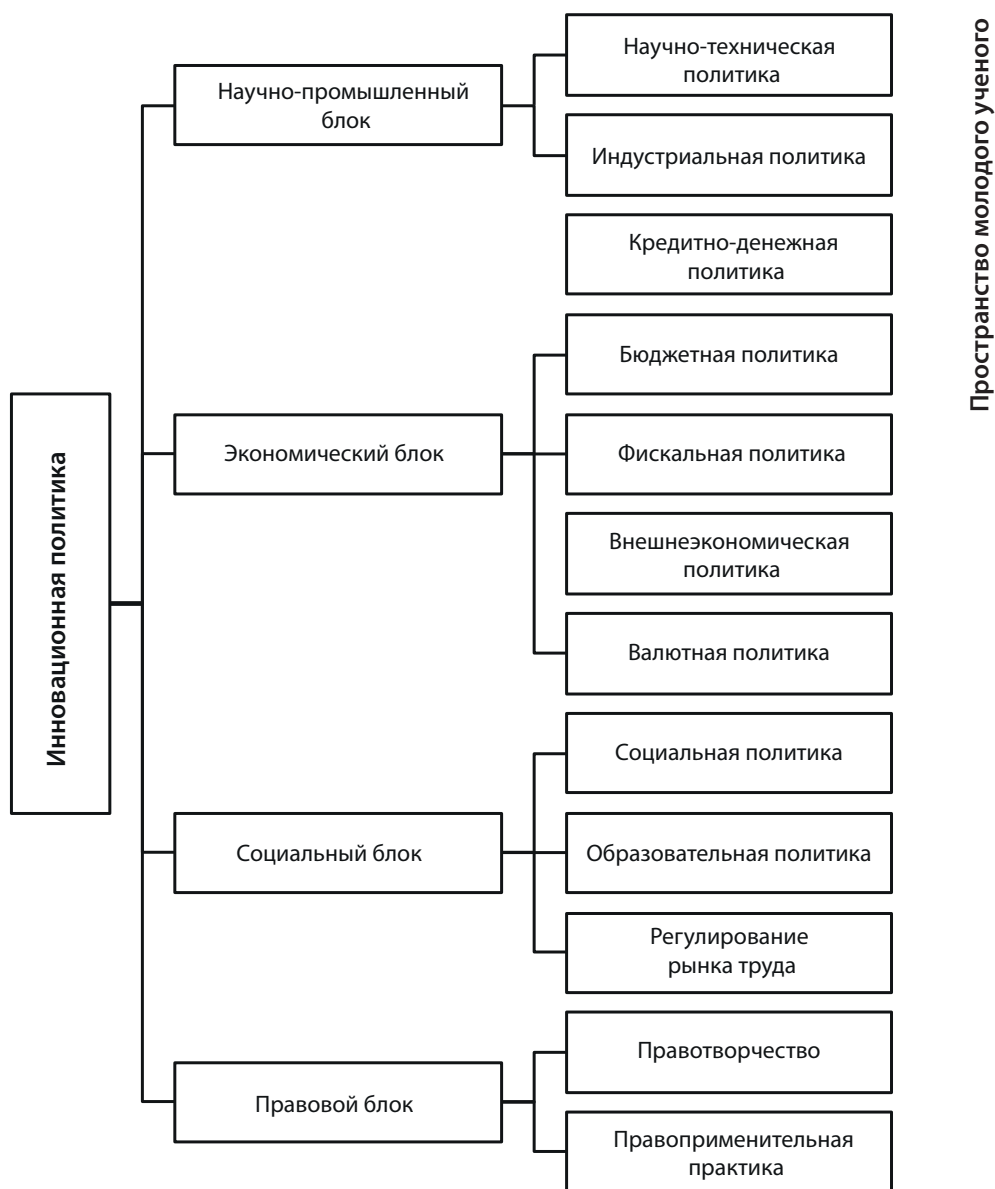 Инновационная политика
Научно-промышленный
блок
Научно-техническая
политика
Индустриальная политика
Кредитно-денежная
политика
Экономический блок
Бюджетная политика
Фискальная политика
Внешнеэкономическая
политика
Валютная политика
Социальный блок
Социальная политика
Образовательная политика
Регулирование
рынка труда
Правовой блок
Правотворчество
Правоприменительная
практика
Пространство молодого ученого